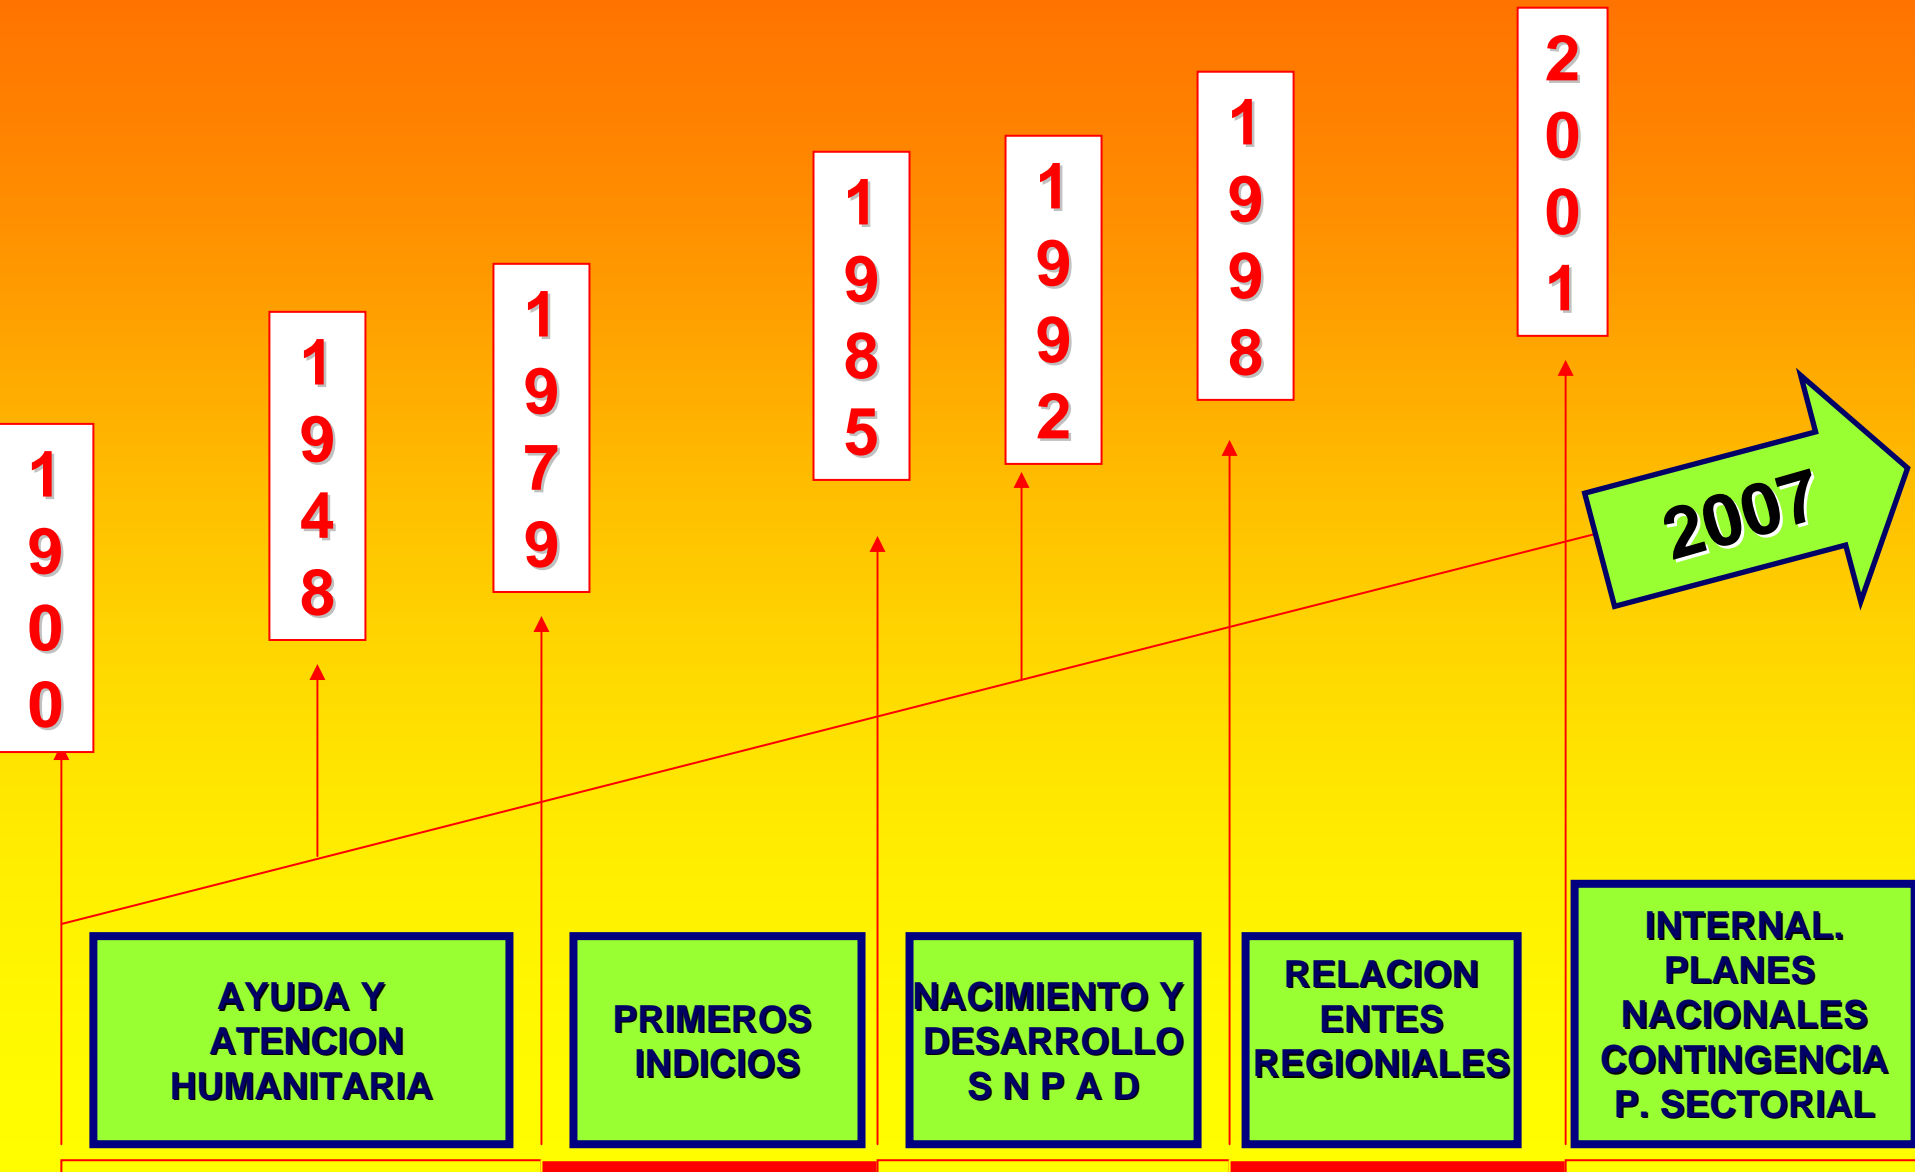 1900
1948
1979
1985
1992
1998
2001
2007
AYUDA Y
ATENCION
HUMANITARIA
PRIMEROS
INDICIOS
NACIMIENTO Y
DESARROLLO
S N P A D
RELACION
ENTES
REGIONIALES
INTERNAL.
PLANES
NACIONALES
CONTINGENCIA
P. SECTORIAL